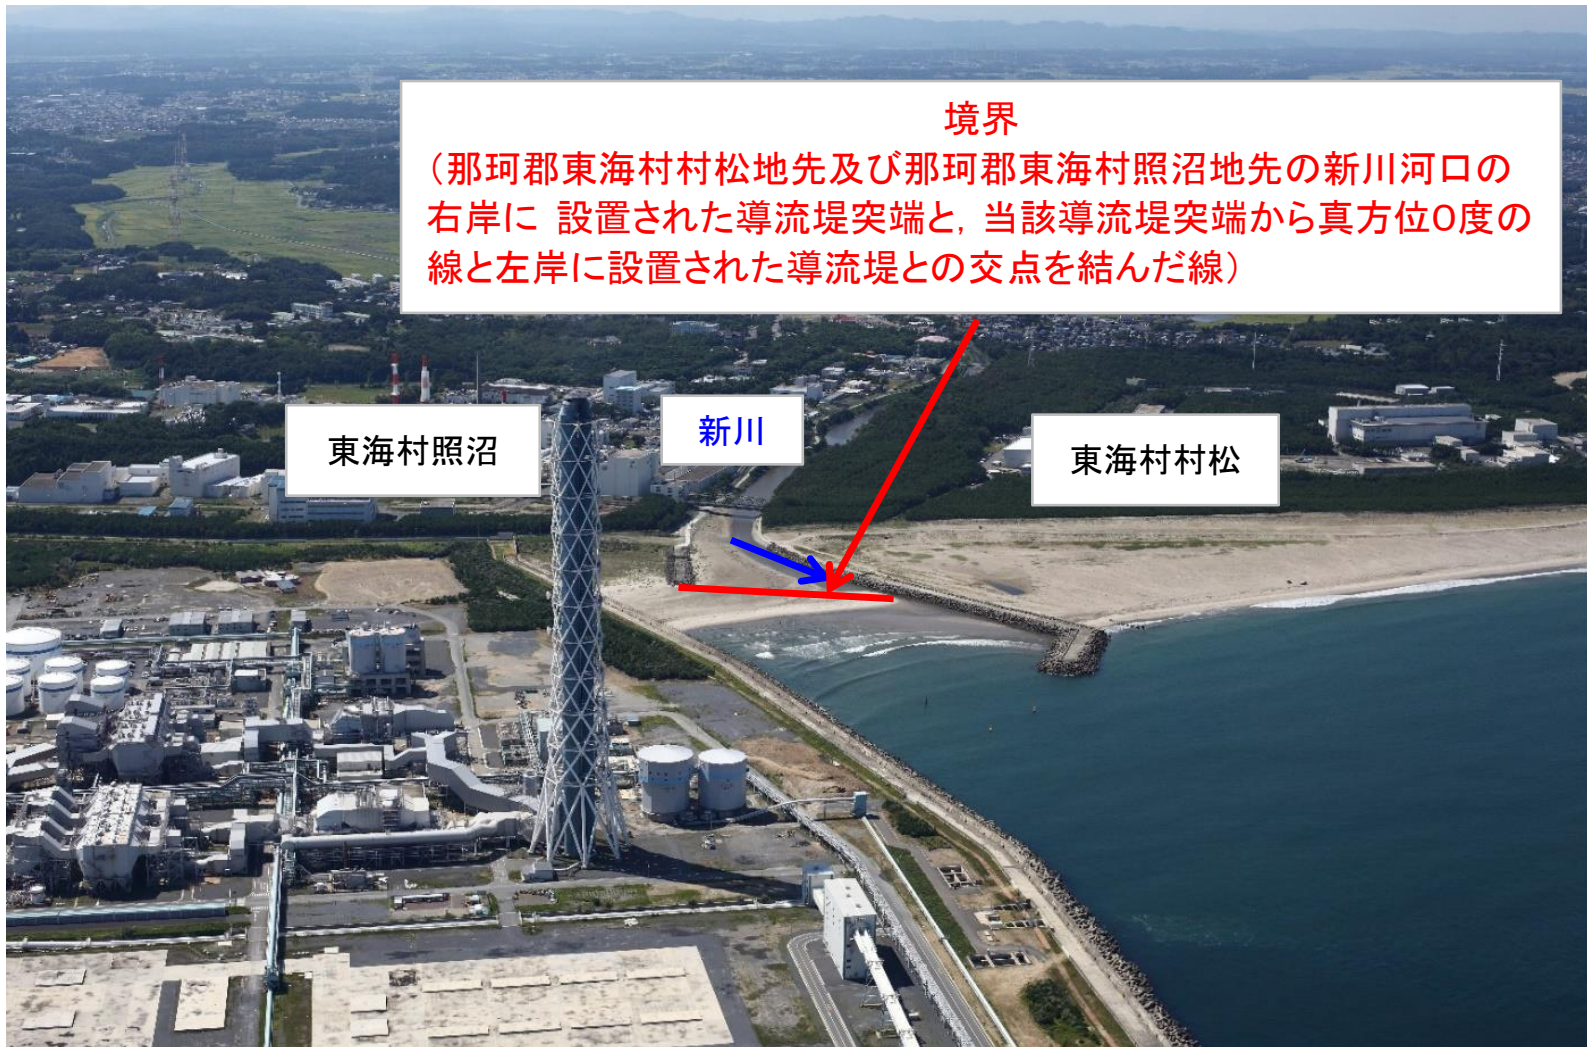 境界
（那珂郡東海村村松地先及び那珂郡東海村照沼地先の新川河口の
右岸に 設置された導流堤突端と，当該導流堤突端から真方位０度の
線と左岸に設置された導流堤との交点を結んだ線）
東海村照沼
新川
東海村村松